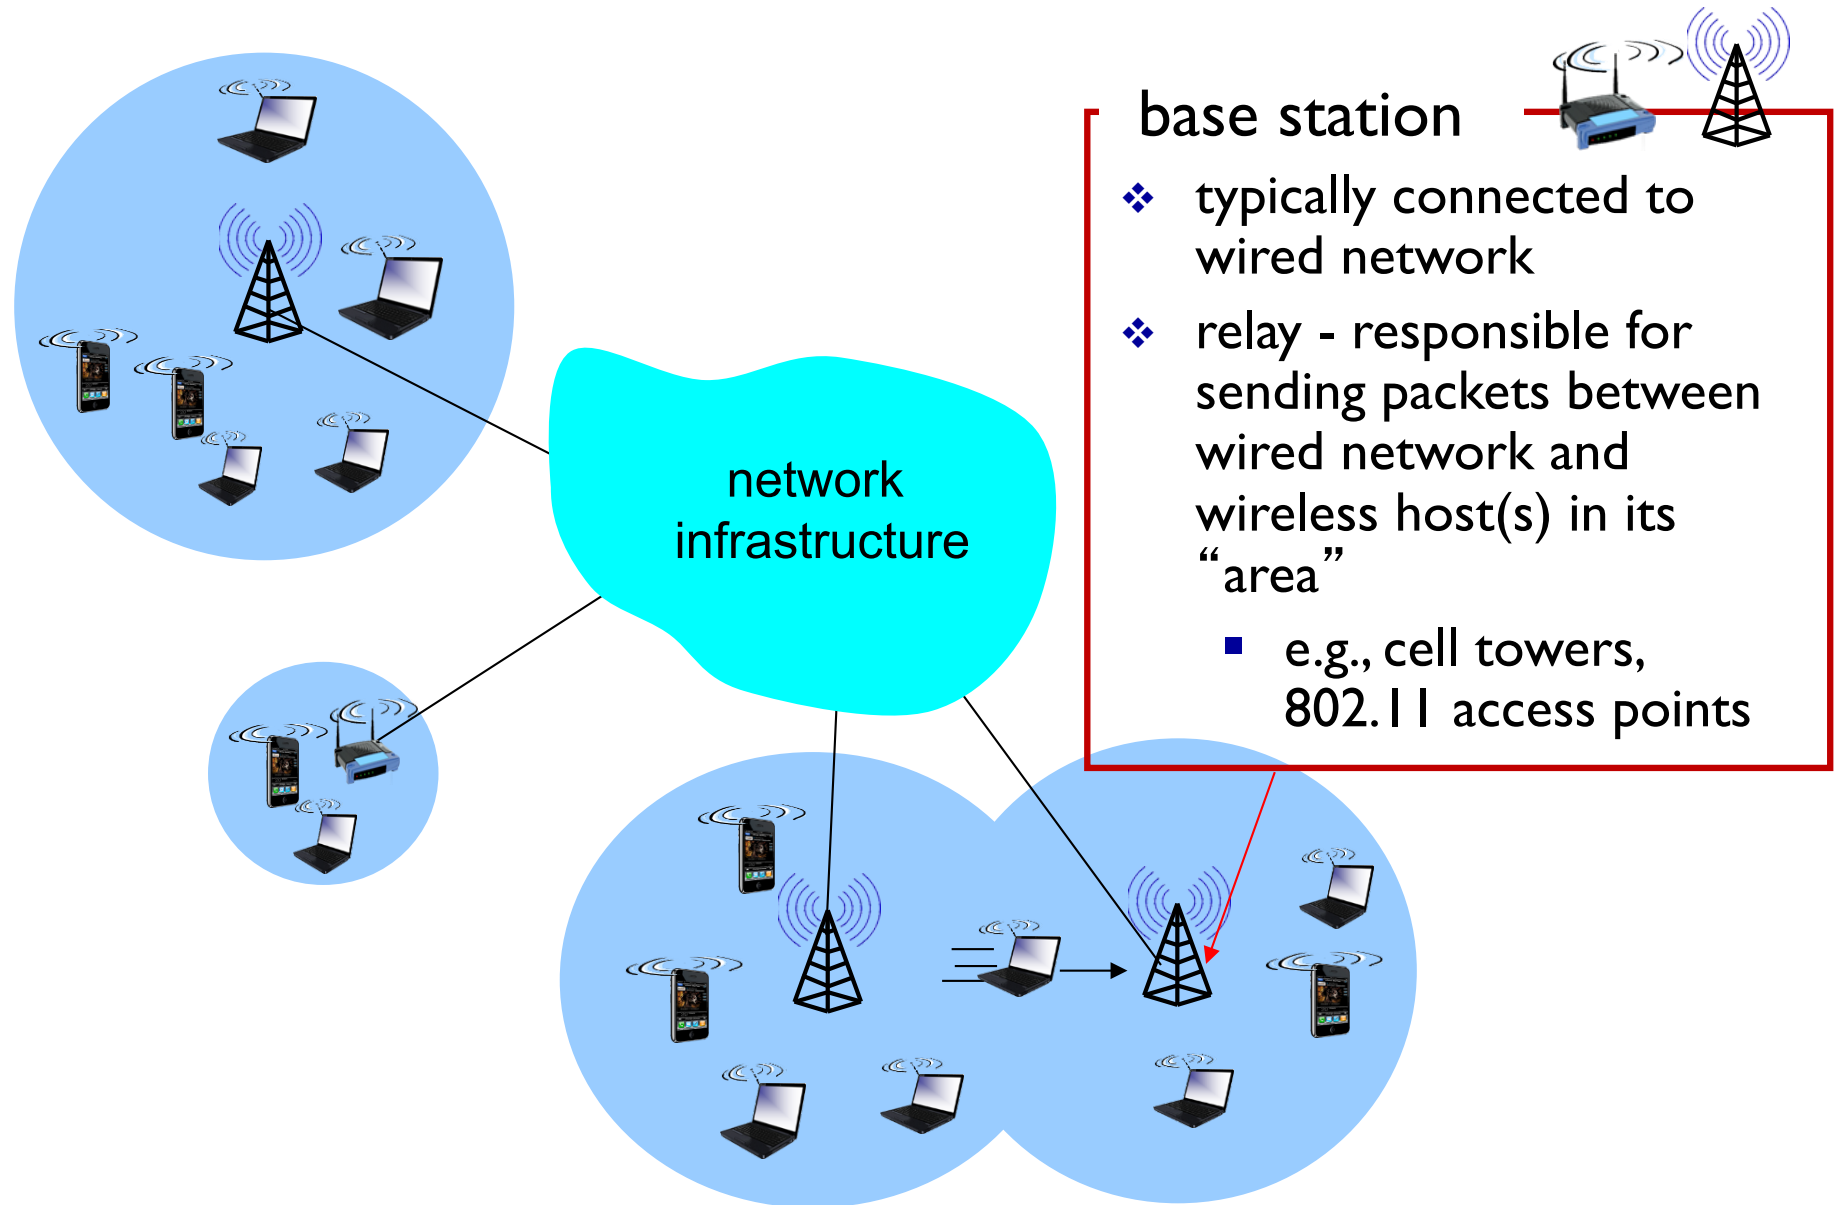 base station
❖ typically connected to
wired network
❖ relay - responsible for
sending packets between
wired network and
wireless host(s) in its
“area”
▪ e.g., cell towers,
802.11 access points
network
infrastructure